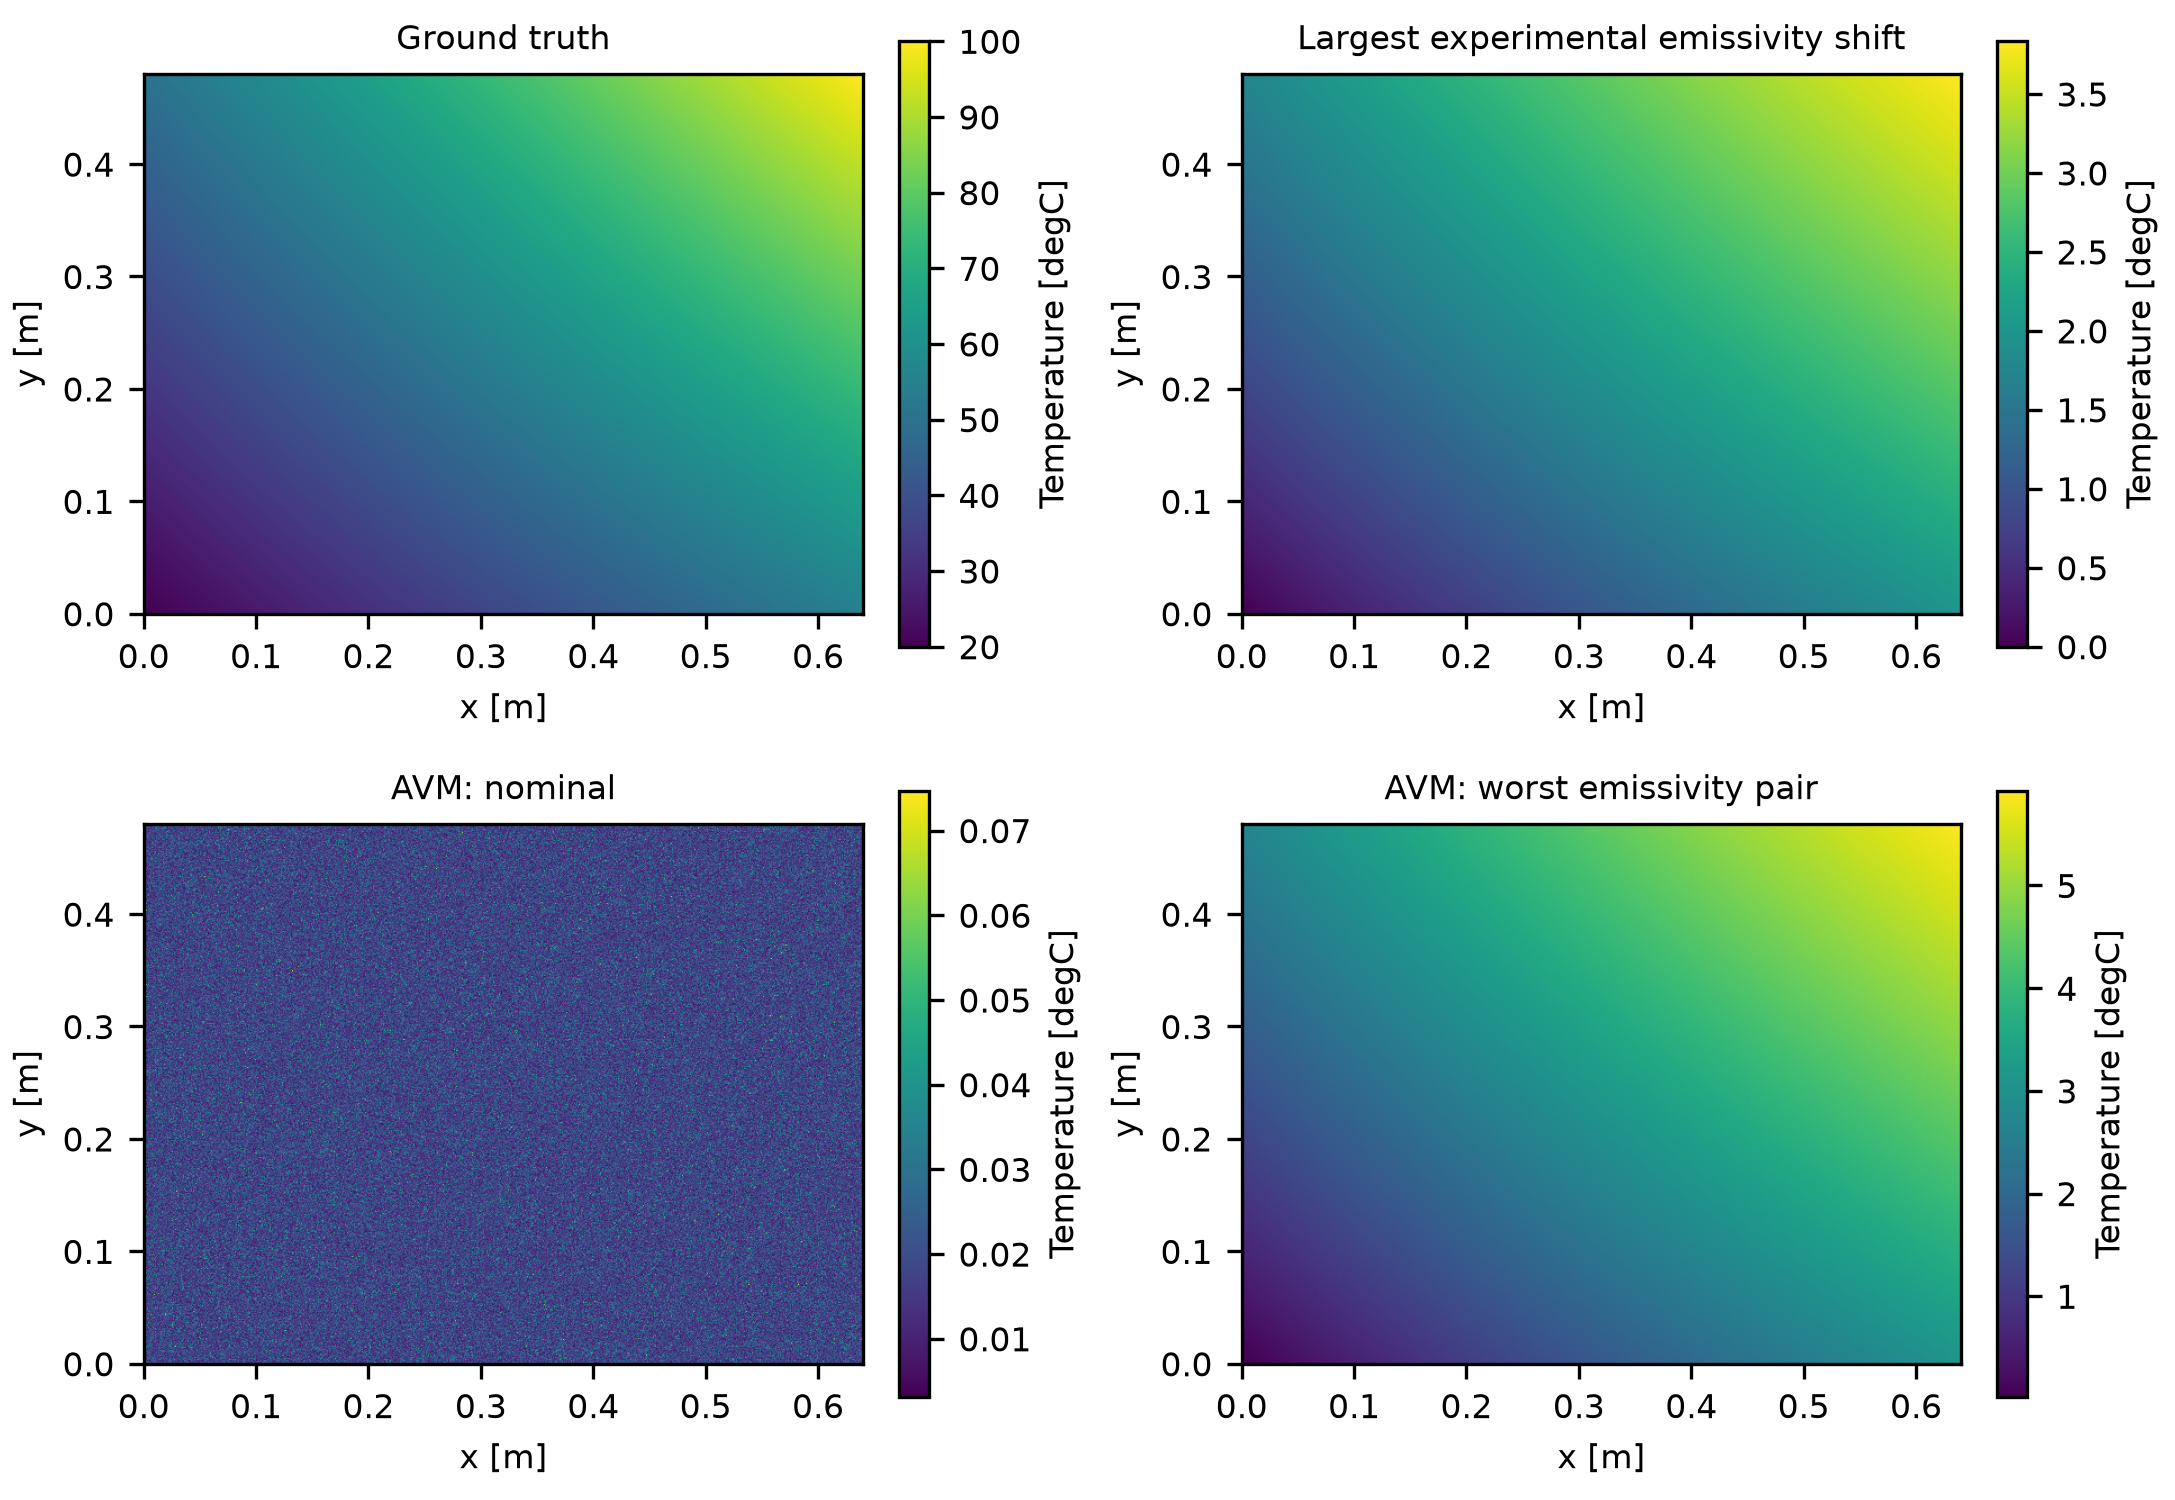 Ground truth
y [m]
0.4
0.3
0.2
0.1
0.0
0.0 0.1 0.2 0.3 0.4 0.5 0.6
x [m]
100
90
80
70
60
50
40
30
20
Temperature [degC]
Largest experimental emissivity shift
y [m]
0.4
0.3
0.2
0.1
0.0
0.0 0.1 0.2 0.3 0.4 0.5 0.6
x [m]
3.5
3.0
2.5
2.0
1.5
1.0
0.5
0.0
Temperature [degC]
AVM: nominal
y [m]
0.4
0.3
0.2
0.1
0.0
0.0 0.1 0.2 0.3 0.4 0.5 0.6
x [m]
0.07
0.06
0.05
0.04
0.03
0.02
0.01
Temperature [degC]
AVM: worst emissivity pair
y [m]
0.4
0.3
0.2
0.1
0.0
0.0 0.1 0.2 0.3 0.4 0.5 0.6
x [m]
5
4
3
2
1
Temperature [degC]